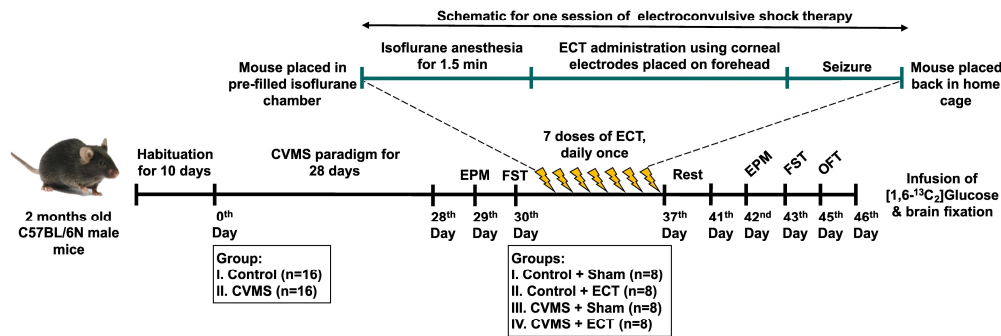 Schematic for one session of electroconvulsive shock therapy
Isoflurane anesthesia
for 1.5 min
ECT administration using corneal
electrodes placed on forehead
Seizure
Mouse placed in
pre-filled isoflurane
chamber
Mouse placed
back in home
cage
7 doses of ECT,
daily once
Habituation
for 10 days
CVMS paradigm for
28 days
EPM
FST
Rest
EPM
FST
OFT
Infusion of
[1,6-¹³C₂]Glucose
& brain fixation
2 months old
C57BL/6N male
mice
0th
Day
28th
Day
29th
Day
30th
Day
37th
Day
41th
Day
42nd
Day
43th
Day
45th
Day
46th
Day
Group:
I. Control (n=16)
II. CVMS (n=16)
Groups:
I. Control + Sham (n=8)
II. Control + ECT (n=8)
III. CVMS + Sham (n=8)
IV. CVMS + ECT (n=8)